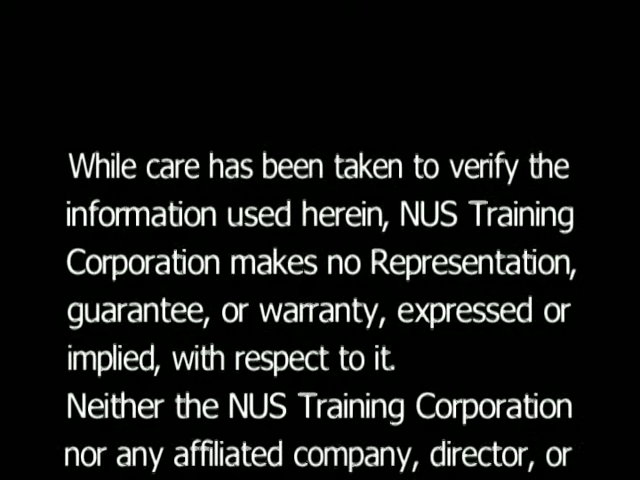 While care has been taken to verify the
information used herein, NUS Training
Corporation makes no Representation,
guarantee, or warranty, expressed or
implied, with respect to it.
Neither the NUS Training Corporation
nor any affiliated company, director, or